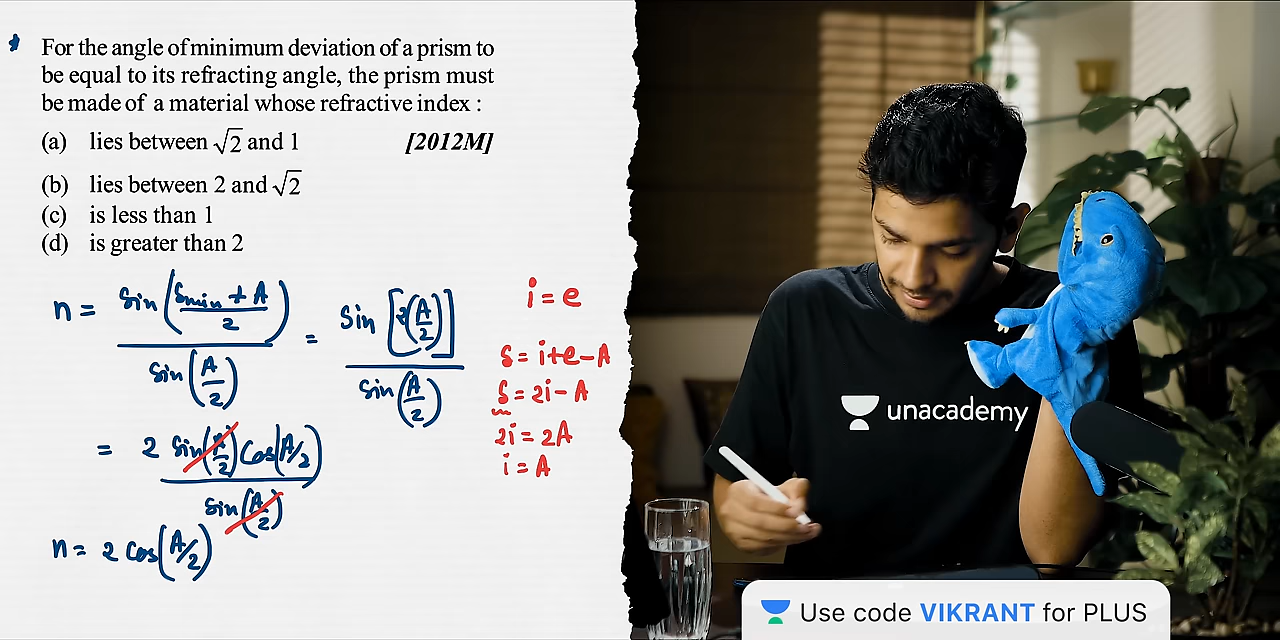 * For the angle of minimum deviation of a prism to
be equal to its refracting angle, the prism must
be made of a material whose refractive index :
(a) lies between √2 and 1 [2012M]
(b) lies between 2 and √2
(c) is less than 1
(d) is greater than 2
n = sin((δmin + A)/2) / sin(A/2) = sin[2(A/2)] / sin(A/2)
= 2 sin(A/2) cos(A/2) / sin(A/2)
n = 2 cos(A/2)
i = e
δ = i+e-A
δ = 2i-A
m
2i = 2A
i = A
unacademy
Use code VIKRANT for PLUS